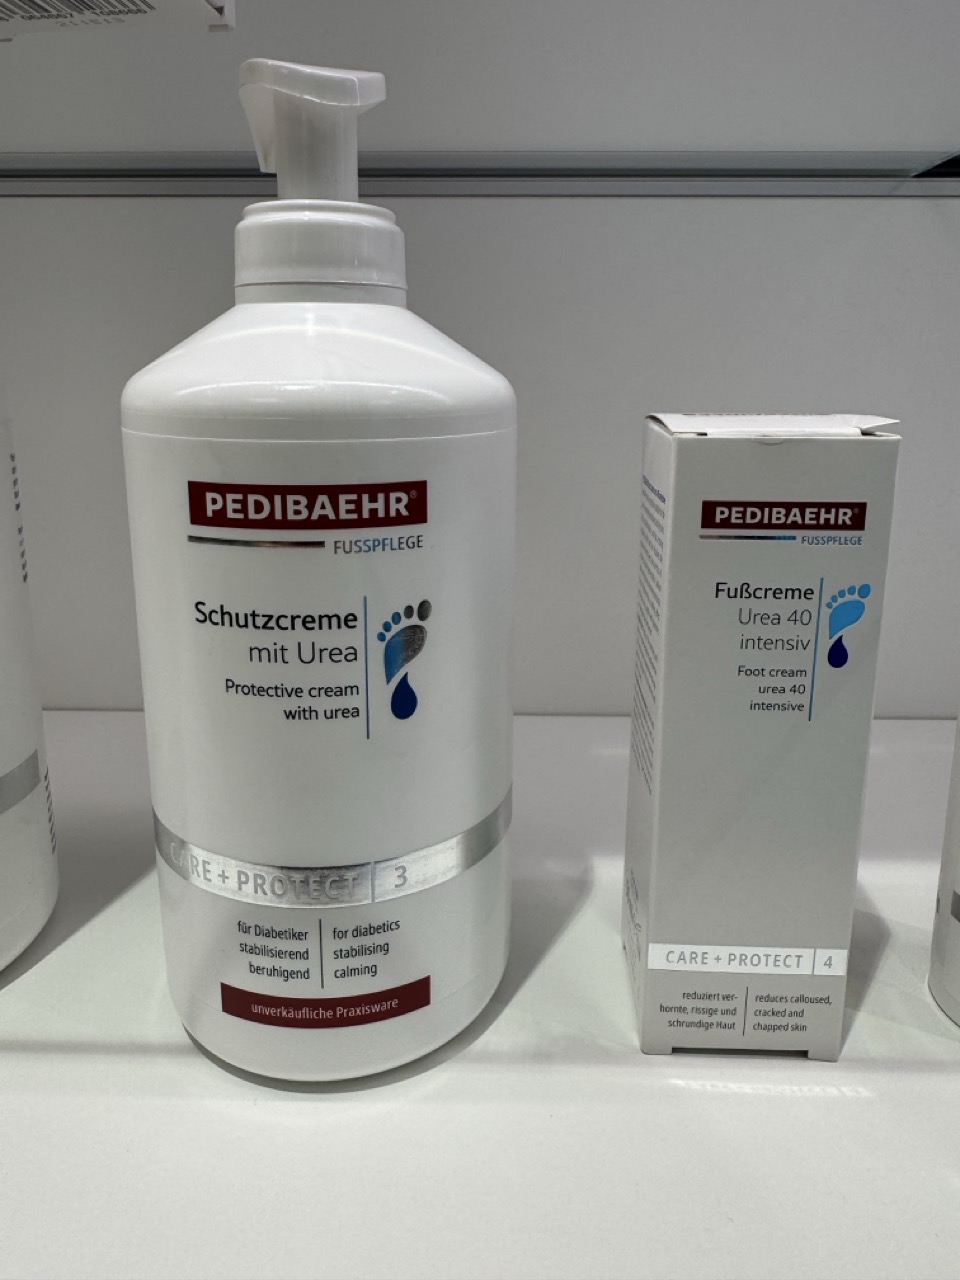 PEDIBAEHR®
FUSSPFLEGE
Schutzcreme
mit Urea
Protective cream
with urea
CARE + PROTECT | 3
für Diabetiker
stabilisierend
beruhigend
for diabetics
stabilising
calming
unverkäufliche Praxisware
PEDIBAEHR®
FUSSPFLEGE
Fußcreme
Urea 40
intensiv
Foot cream
urea 40
intensive
CARE + PROTECT | 4
reduziert ver-
hornte, rissige und
schrundige Haut
reduces calloused,
cracked and
chapped skin